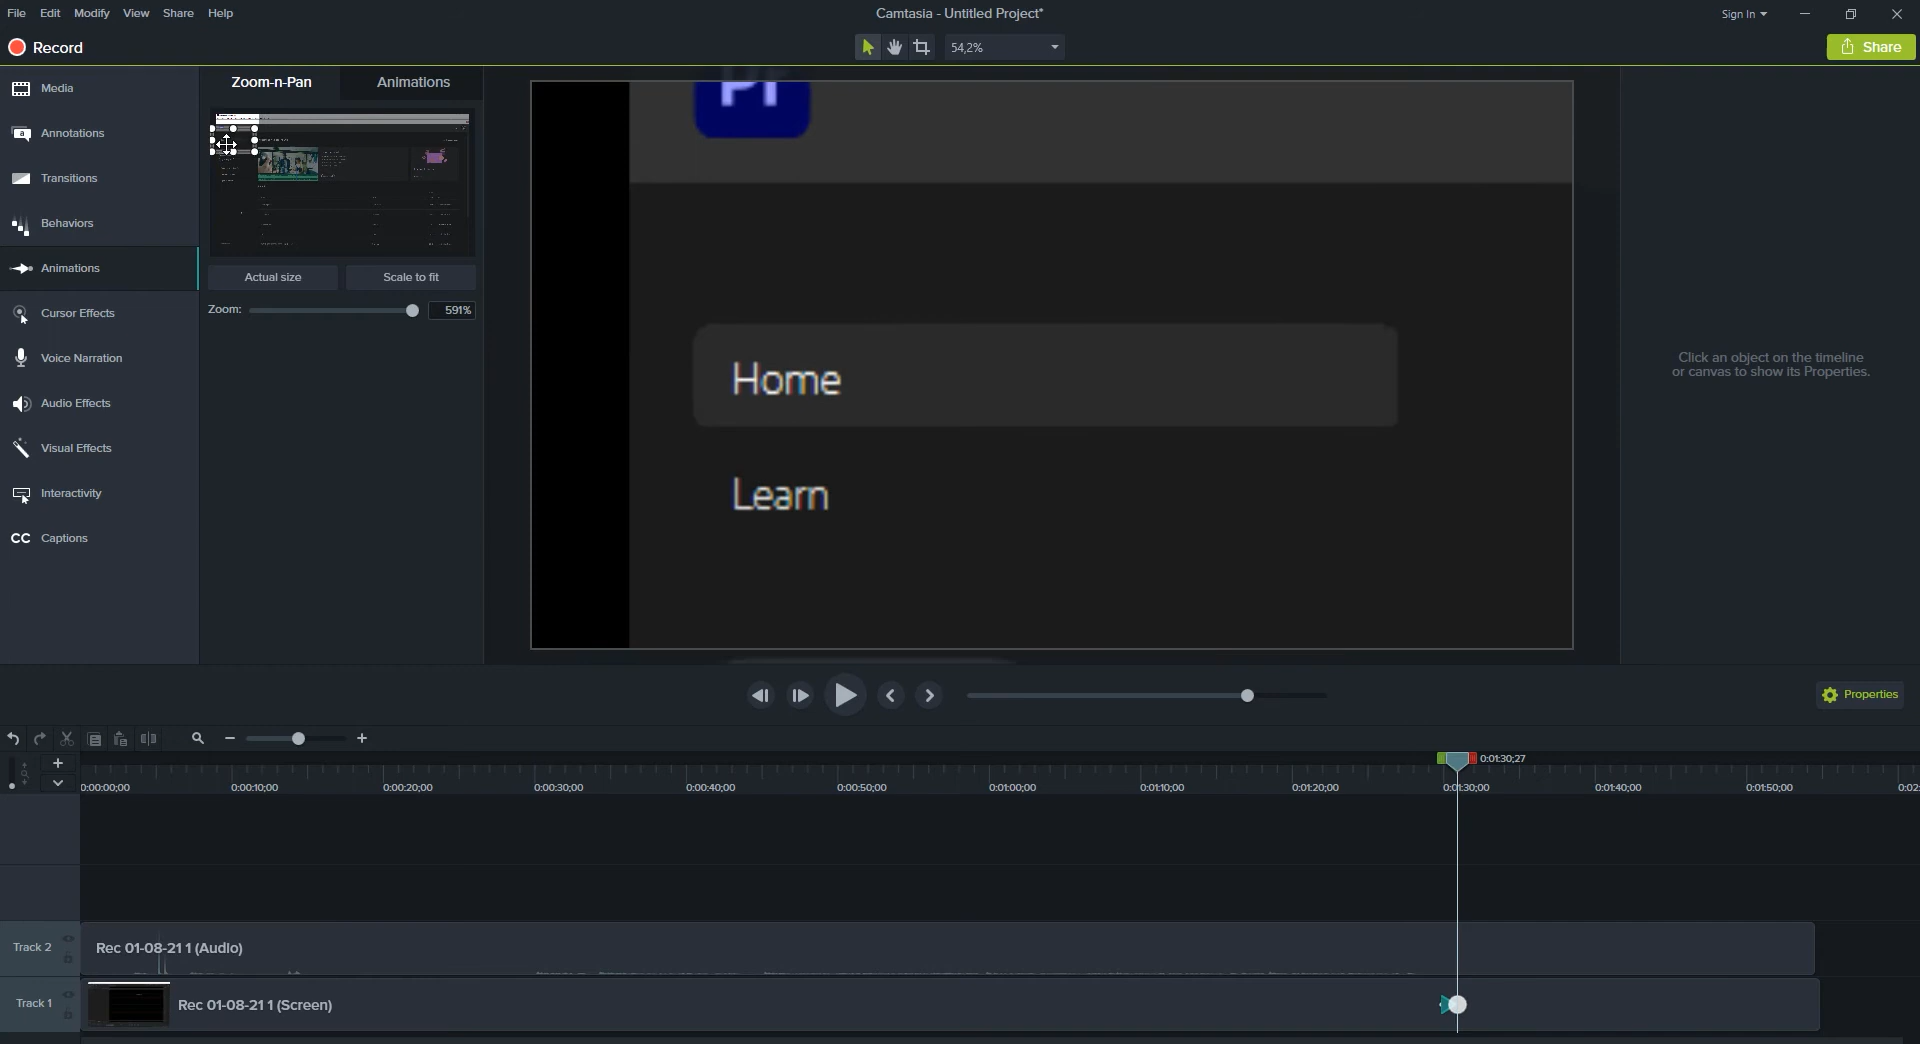 File Edit Modify View Share Help
Camtasia - Untitled Project*
Sign In
Record
54,2%
Share
Media
Annotations
Transitions
Behaviors
Animations
Cursor Effects
Voice Narration
Audio Effects
Visual Effects
Interactivity
CC Captions
Zoom-n-Pan Animations
Actual size Scale to fit
Zoom: 591%
Pr
Home
Learn
Click an object on the timeline
or canvas to show its Properties.
Properties
0:01:30;27
0:00:00;00 0:00:10;00 0:00:20;00 0:00:30;00 0:00:40;00 0:00:50;00 0:01:00;00 0:01:10;00 0:01:20;00 0:01:30;00 0:01:40;00 0:01:50;00 0:02:
Track 2
Rec 01-08-21 1 (Audio)
Track 1
Rec 01-08-21 1 (Screen)